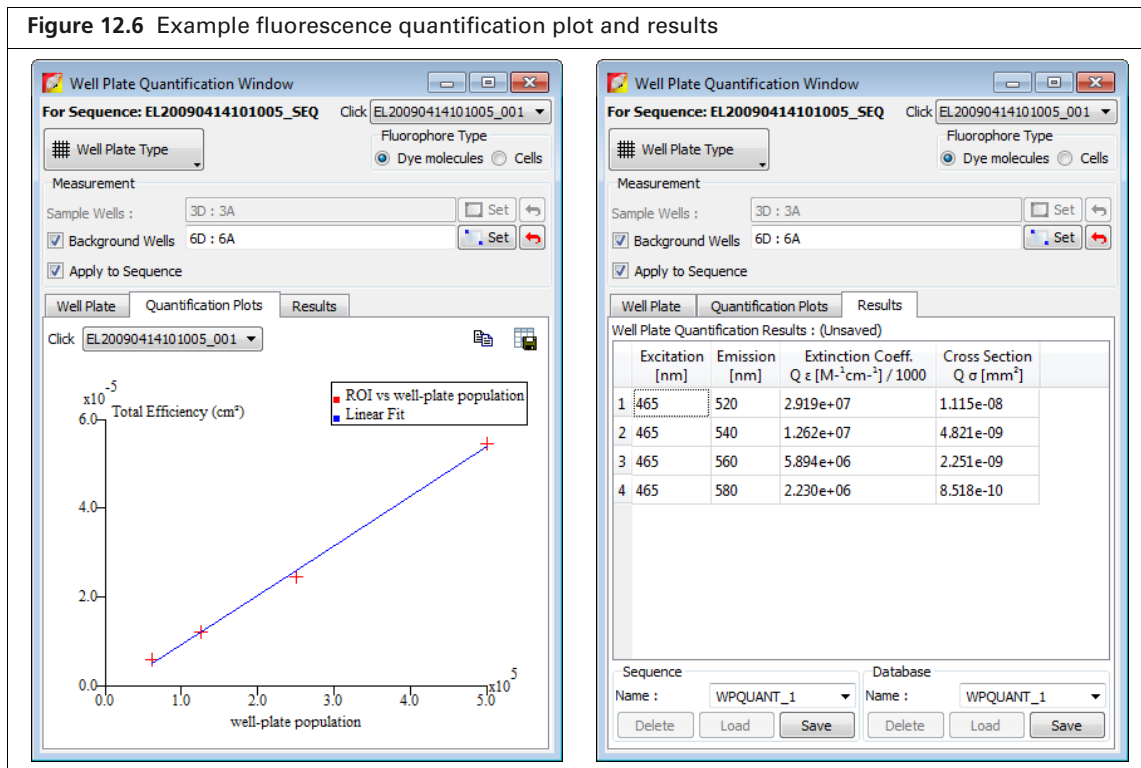 Figure 12.6 Example fluorescence quantification plot and results
Well Plate Quantification Window
For Sequence: EL20090414101005_SEQ Click EL20090414101005_001
Well Plate Type
Fluorophore Type
Dye molecules Cells
Measurement
Sample Wells : 3D : 3A Set
Background Wells 6D : 6A Set
Apply to Sequence
Well Plate Quantification Plots Results
Click EL20090414101005_001
x10-5
Total Efficiency (cm²)
ROI vs well-plate population
Linear Fit
6.0
4.0
2.0
0.0
0.0 1.0 2.0 3.0 4.0 5.0
x10^5
well-plate population
Well Plate Quantification Window
For Sequence: EL20090414101005_SEQ Click EL20090414101005_001
Well Plate Type
Fluorophore Type
Dye molecules Cells
Measurement
Sample Wells : 3D : 3A Set
Background Wells 6D : 6A Set
Apply to Sequence
Well Plate Quantification Plots Results
Well Plate Quantification Results : (Unsaved)
Excitation [nm] Emission [nm] Extinction Coeff. Q ε [M-¹cm-¹] / 1000 Cross Section Q σ [mm²]
1 465 520 2.919e+07 1.115e-08
2 465 540 1.262e+07 4.821e-09
3 465 560 5.894e+06 2.251e-09
4 465 580 2.230e+06 8.518e-10
Sequence Database
Name : WPQUANT_1 Name : WPQUANT_1
Delete Load Save Delete Load Save